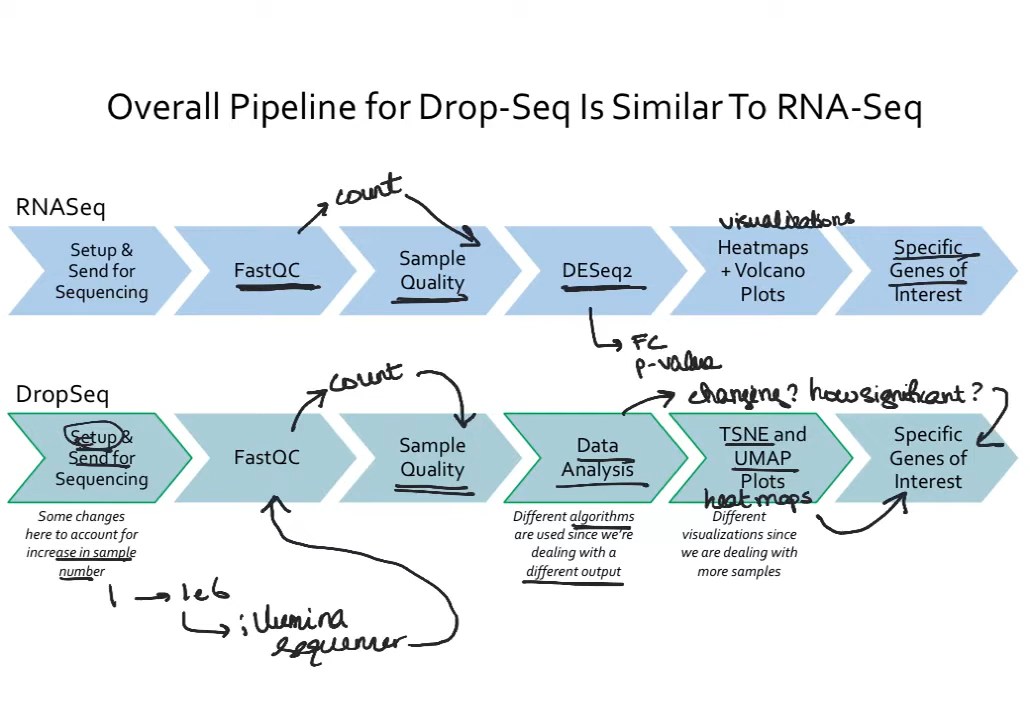 Overall Pipeline for Drop-Seq Is Similar To RNA-Seq
count
RNASeq
visualizations
Setup &
Send for
Sequencing
FastQC
Sample
Quality
DESeq2
Heatmaps
+ Volcano
Plots
Specific
Genes of
Interest
FC
p-value
count
changing? how significant?
DropSeq
Setup &
Send for
Sequencing
FastQC
Sample
Quality
Data
Analysis
TSNE and
UMAP
Plots
heatmaps
Specific
Genes of
Interest
Some changes
here to account for
increase in sample
number
Different algorithms
are used since we're
dealing with a
different output
Different
visualizations since
we are dealing with
more samples
1 → 1e6
illumina
sequencer